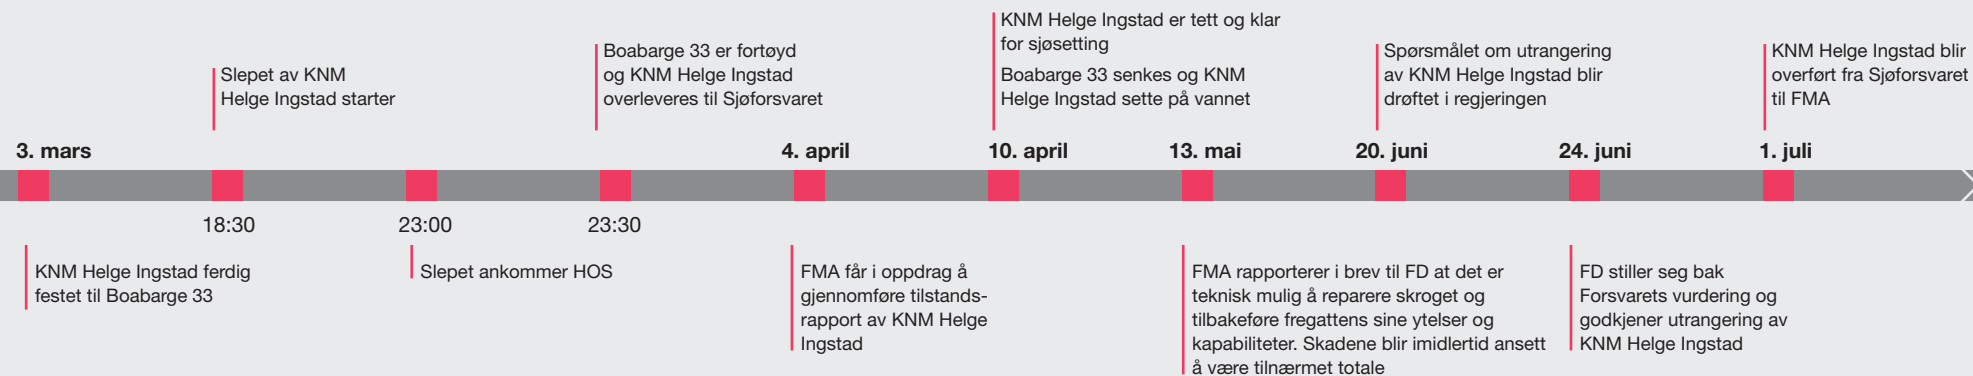 KNM Helge Ingstad er tett og klar
for sjøsetting
Boabarge 33 senkes og KNM
Helge Ingstad sette på vannet
Boabarge 33 er fortøyd
og KNM Helge Ingstad
overleveres til Sjøforsvaret
Spørsmålet om utrangering
av KNM Helge Ingstad blir
drøftet i regjeringen
KNM Helge Ingstad blir
overført fra Sjøforsvaret
til FMA
Slepet av KNM
Helge Ingstad starter
3. mars
4. april
10. april
13. mai
20. juni
24. juni
1. juli
18:30
23:00
23:30
KNM Helge Ingstad ferdig
festet til Boabarge 33
Slepet ankommer HOS
FMA får i oppdrag å
gjennomføre tilstands-
rapport av KNM Helge
Ingstad
FMA rapporterer i brev til FD at det er
teknisk mulig å reparere skroget og
tilbakeføre fregattens sine ytelser og
kapabiliteter. Skadene blir imidlertid ansett
å være tilnærmet totale
FD stiller seg bak
Forsvarets vurdering og
godkjener utrangering av
KNM Helge Ingstad